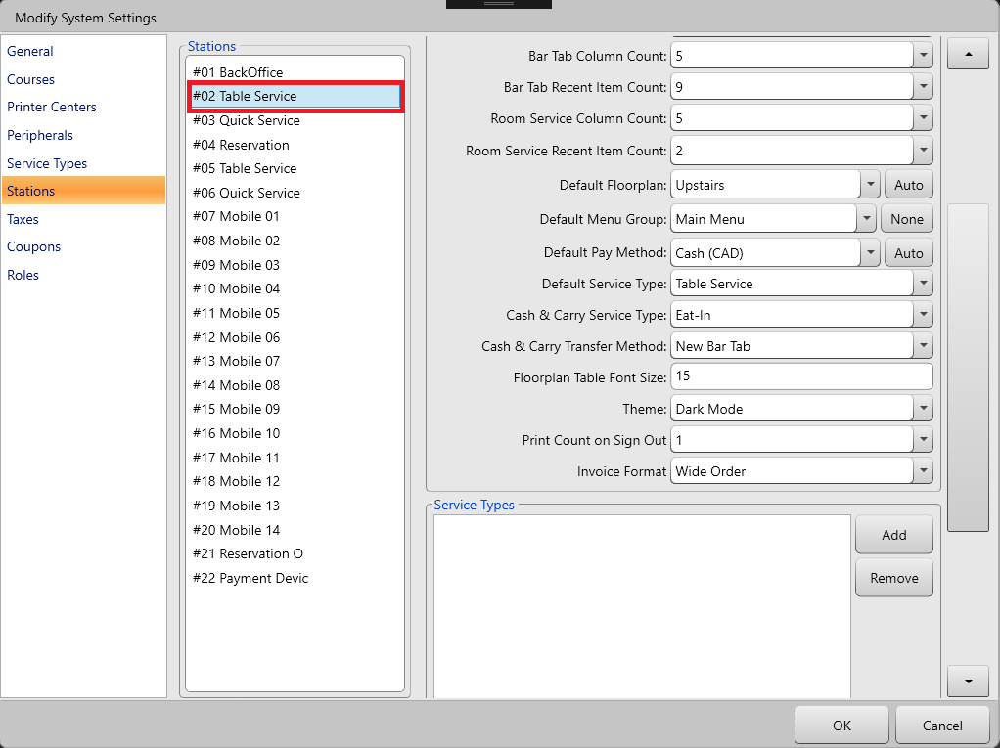 Modify System Settings
General
Courses
Printer Centers
Peripherals
Service Types
Stations
Taxes
Coupons
Roles
Stations
#01 BackOffice
#02 Table Service
#03 Quick Service
#04 Reservation
#05 Table Service
#06 Quick Service
#07 Mobile 01
#08 Mobile 02
#09 Mobile 03
#10 Mobile 04
#11 Mobile 05
#12 Mobile 06
#13 Mobile 07
#14 Mobile 08
#15 Mobile 09
#16 Mobile 10
#17 Mobile 11
#18 Mobile 12
#19 Mobile 13
#20 Mobile 14
#21 Reservation O
#22 Payment Devic
Bar Tab Column Count: 5
Bar Tab Recent Item Count: 9
Room Service Column Count: 5
Room Service Recent Item Count: 2
Default Floorplan: Upstairs Auto
Default Menu Group: Main Menu None
Default Pay Method: Cash (CAD) Auto
Default Service Type: Table Service
Cash & Carry Service Type: Eat-In
Cash & Carry Transfer Method: New Bar Tab
Floorplan Table Font Size: 15
Theme: Dark Mode
Print Count on Sign Out 1
Invoice Format Wide Order
Service Types
Add
Remove
OK Cancel